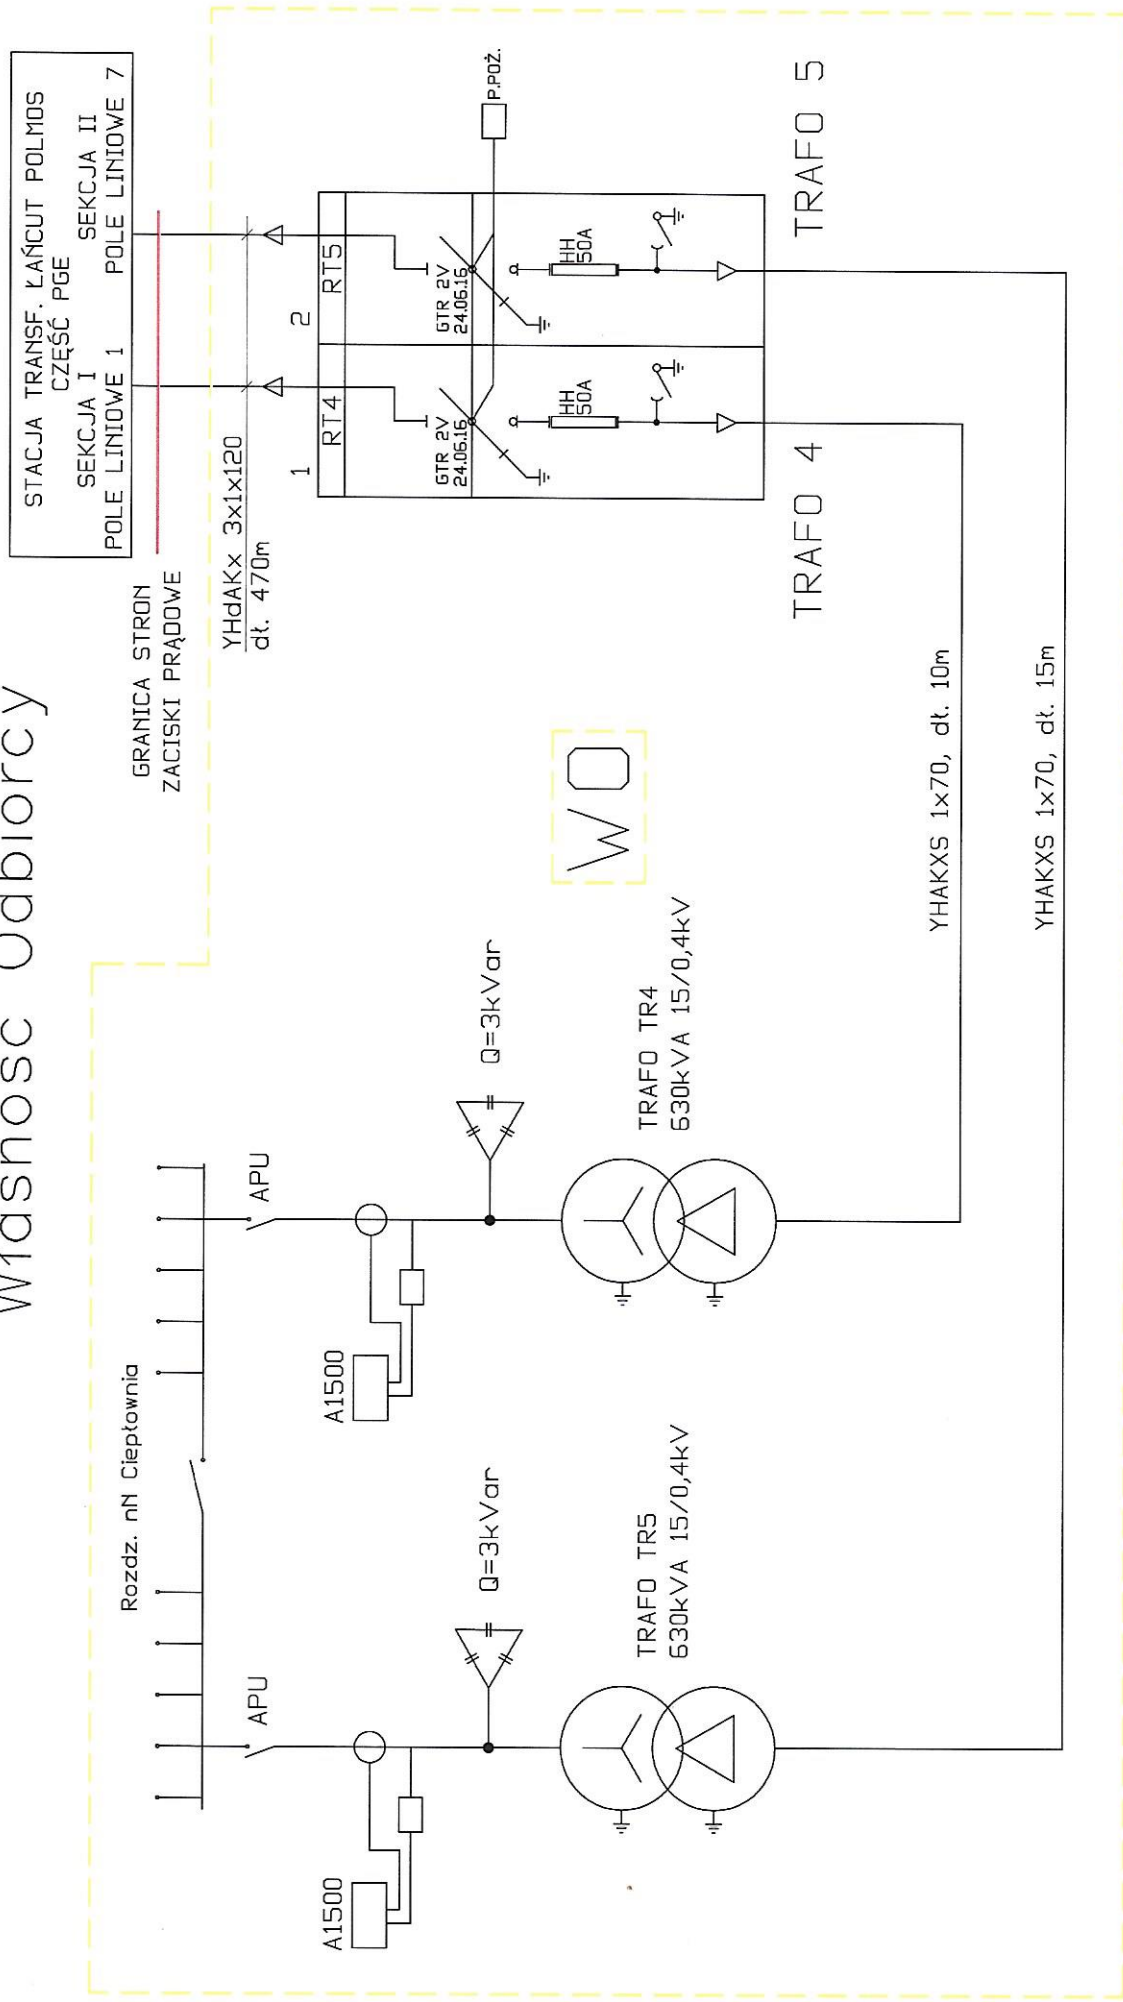 Własność Odbiorcy
STACJA TRANSF. ŁAŃCUT POLMOS
CZĘŚĆ PGE
SEKCJA I SEKCJA II
POLE LINIOWE 1 POLE LINIOWE 7
GRANICA STRON
ZACISKI PRĄDOWE
YHdAKx 3x1x120
dł. 470m
1 RT4
2 RT5
GTR 2V
24.06.16
GTR 2V
24.06.16
P.POŻ.
HH
50A
HH
50A
TRAFO 4
TRAFO 5
WO
Rozdz. nN Ciepłownia
APU
APU
A1500
A1500
Q=3kVar
Q=3kVar
TRAFO TR5
630kVA 15/0,4kV
TRAFO TR4
630kVA 15/0,4kV
YHAKXS 1x70, dł. 10m
YHAKXS 1x70, dł. 15m